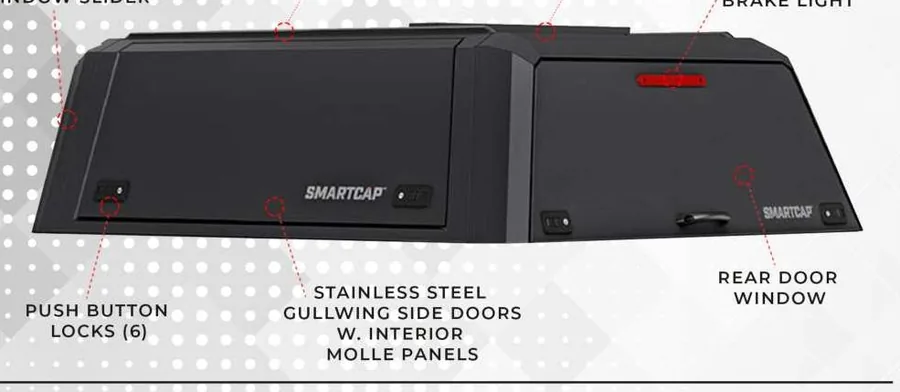 BRAKE LIGHT
SMARTCAP
SMARTCAP
REAR DOOR
WINDOW
PUSH BUTTON
LOCKS (6)
STAINLESS STEEL
GULLWING SIDE DOORS
W. INTERIOR
MOLLE PANELS